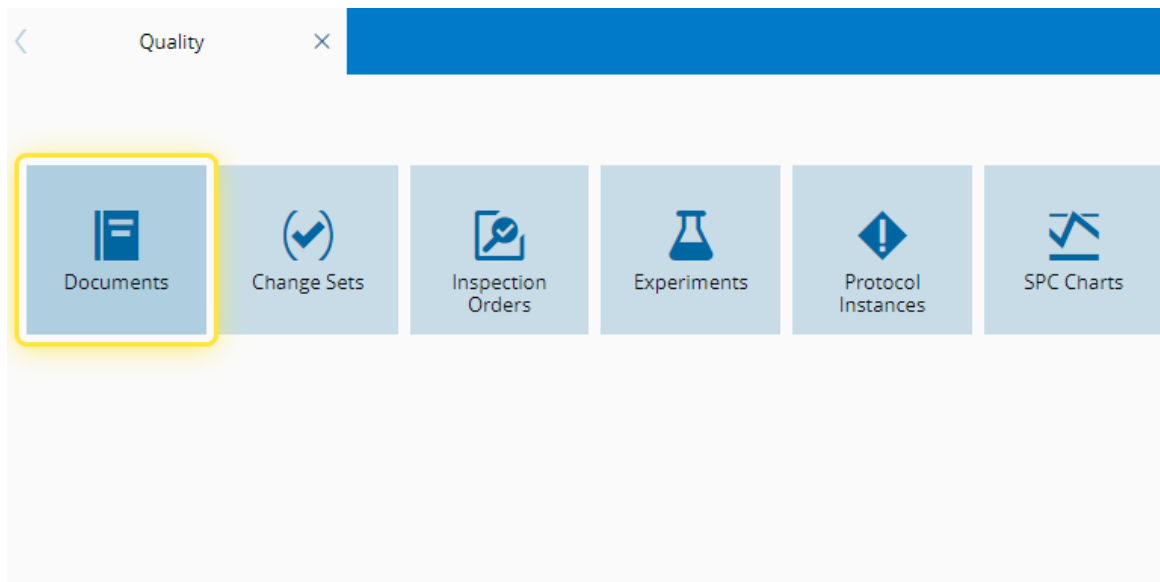 Quality
Documents
Change Sets
Inspection
Orders
Experiments
Protocol
Instances
SPC Charts